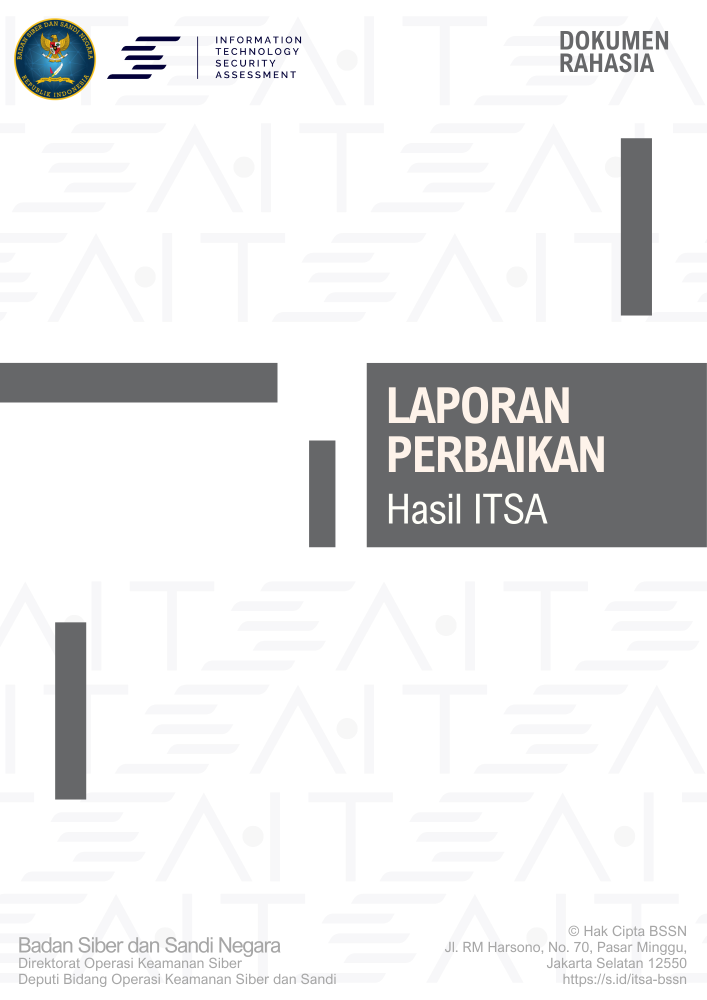 BADAN SIBER DAN SANDI NEGARA
REPUBLIK INDONESIA
INFORMATION
TECHNOLOGY
SECURITY
ASSESSMENT
DOKUMEN
RAHASIA
LAPORAN
PERBAIKAN
Hasil ITSA
Badan Siber dan Sandi Negara
Direktorat Operasi Keamanan Siber
Deputi Bidang Operasi Keamanan Siber dan Sandi
© Hak Cipta BSSN
Jl. RM Harsono, No. 70, Pasar Minggu,
Jakarta Selatan 12550
https://s.id/itsa-bssn